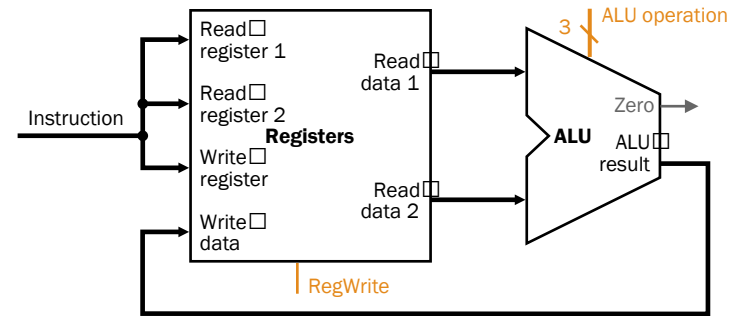 Instruction
Read□
register 1
Read□
register 2
Write□
register
Write□
data
Registers
Read□
data 1
Read□
data 2
RegWrite
3
ALU operation
Zero
ALU
ALU□
result